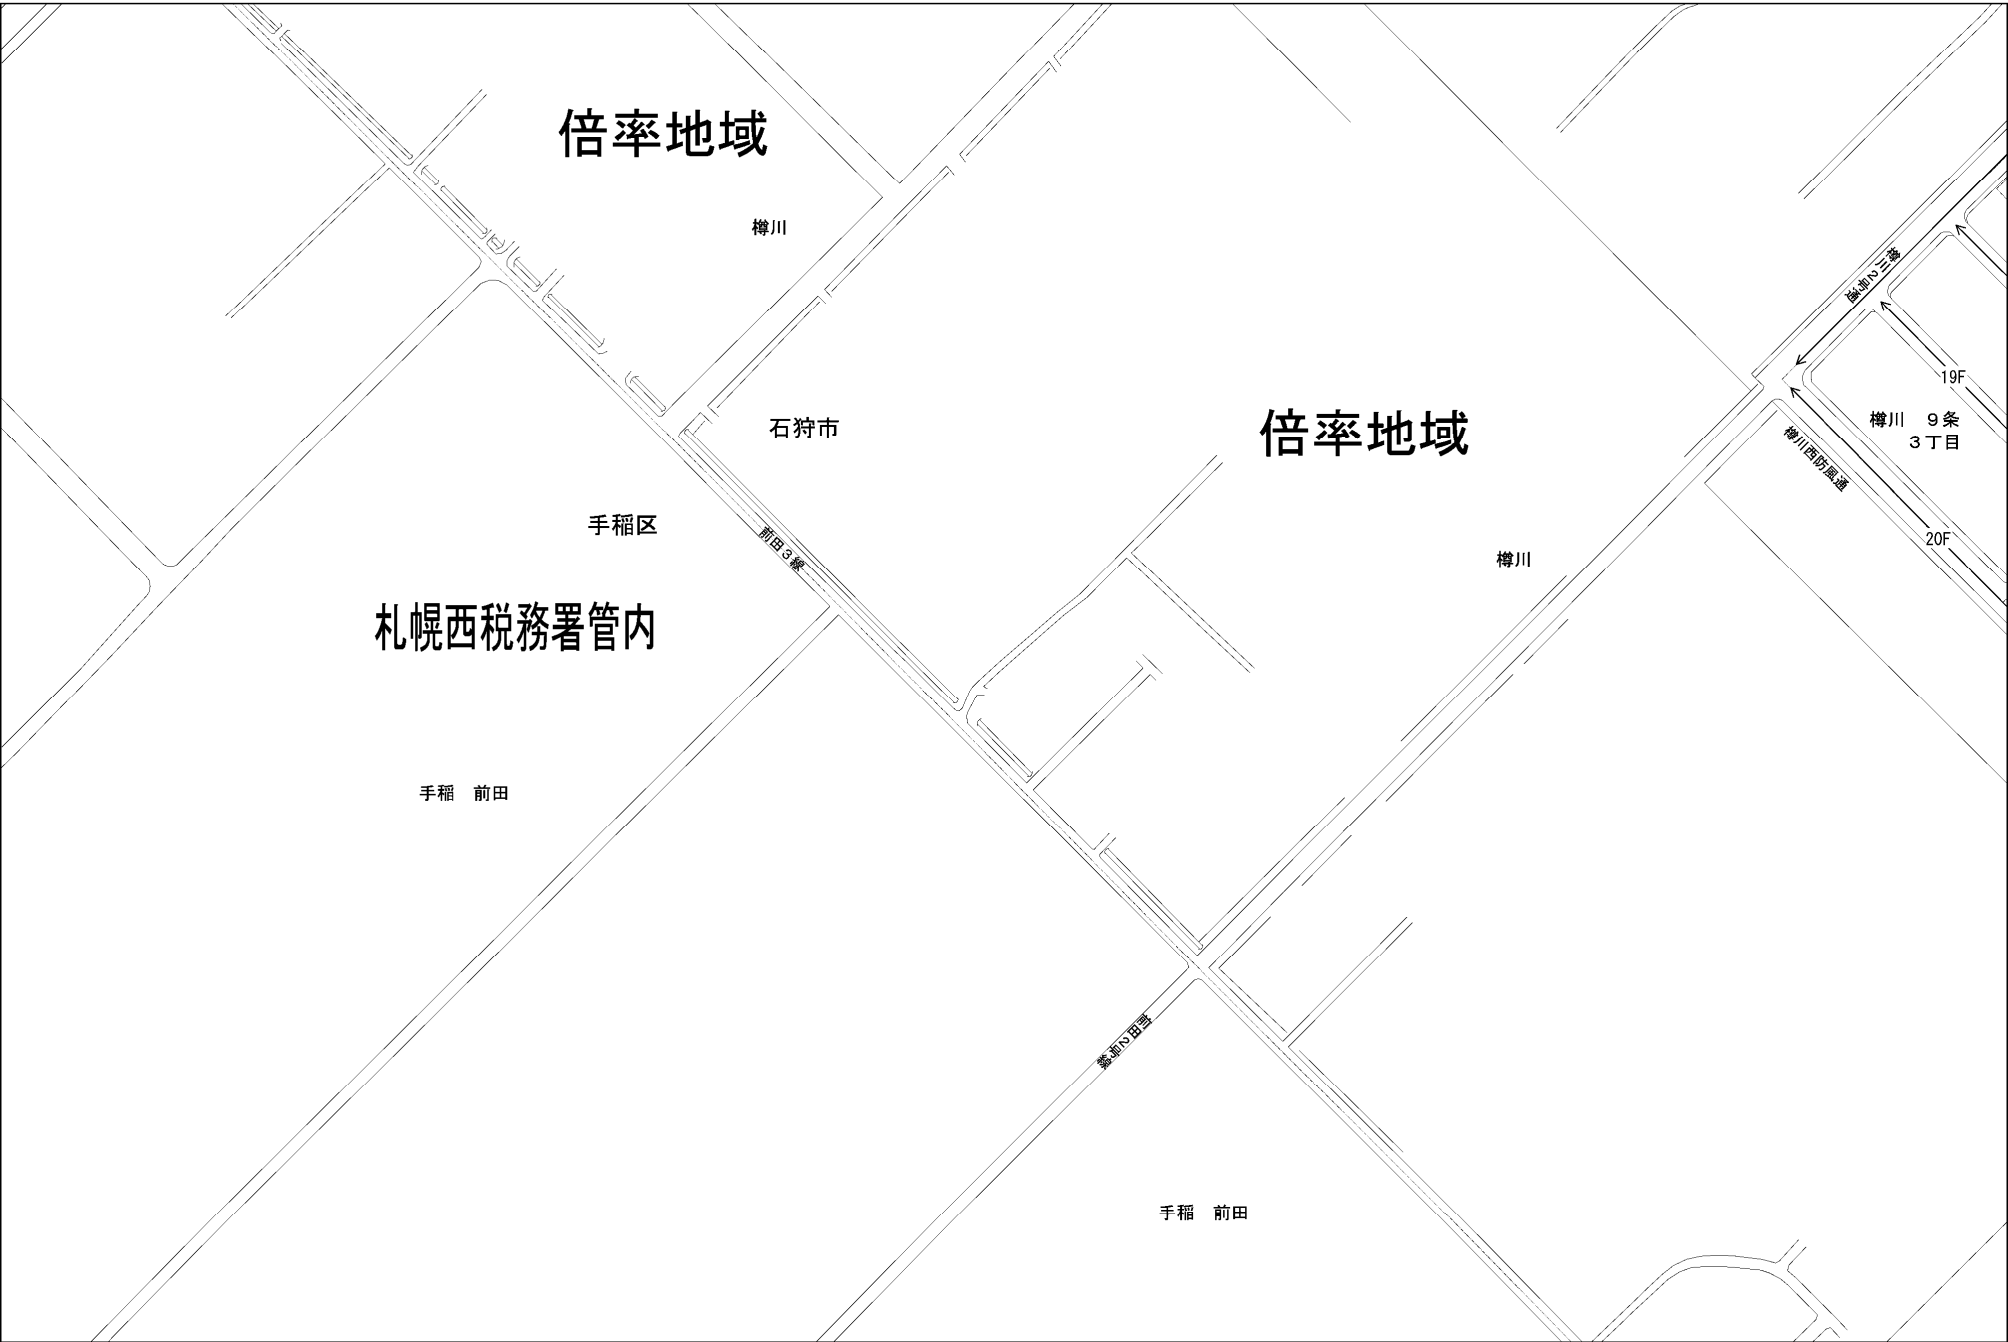 倍率地域
樽川
樽川2号通
19F
樽川　９条
３丁目
石狩市
倍率地域
樽川西防風通
手稲区
前田３線
20F
樽川
札幌西税務署管内
手稲　前田
前田2号線
手稲　前田